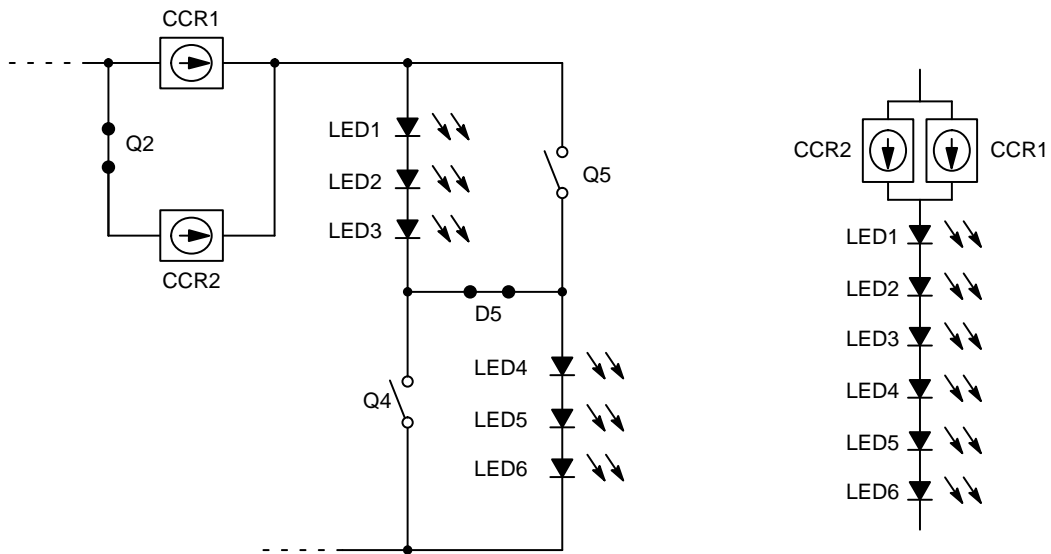 CCR1
Q2
CCR2
LED1
LED2
LED3
Q5
D5
Q4
LED4
LED5
LED6
CCR2
CCR1
LED1
LED2
LED3
LED4
LED5
LED6